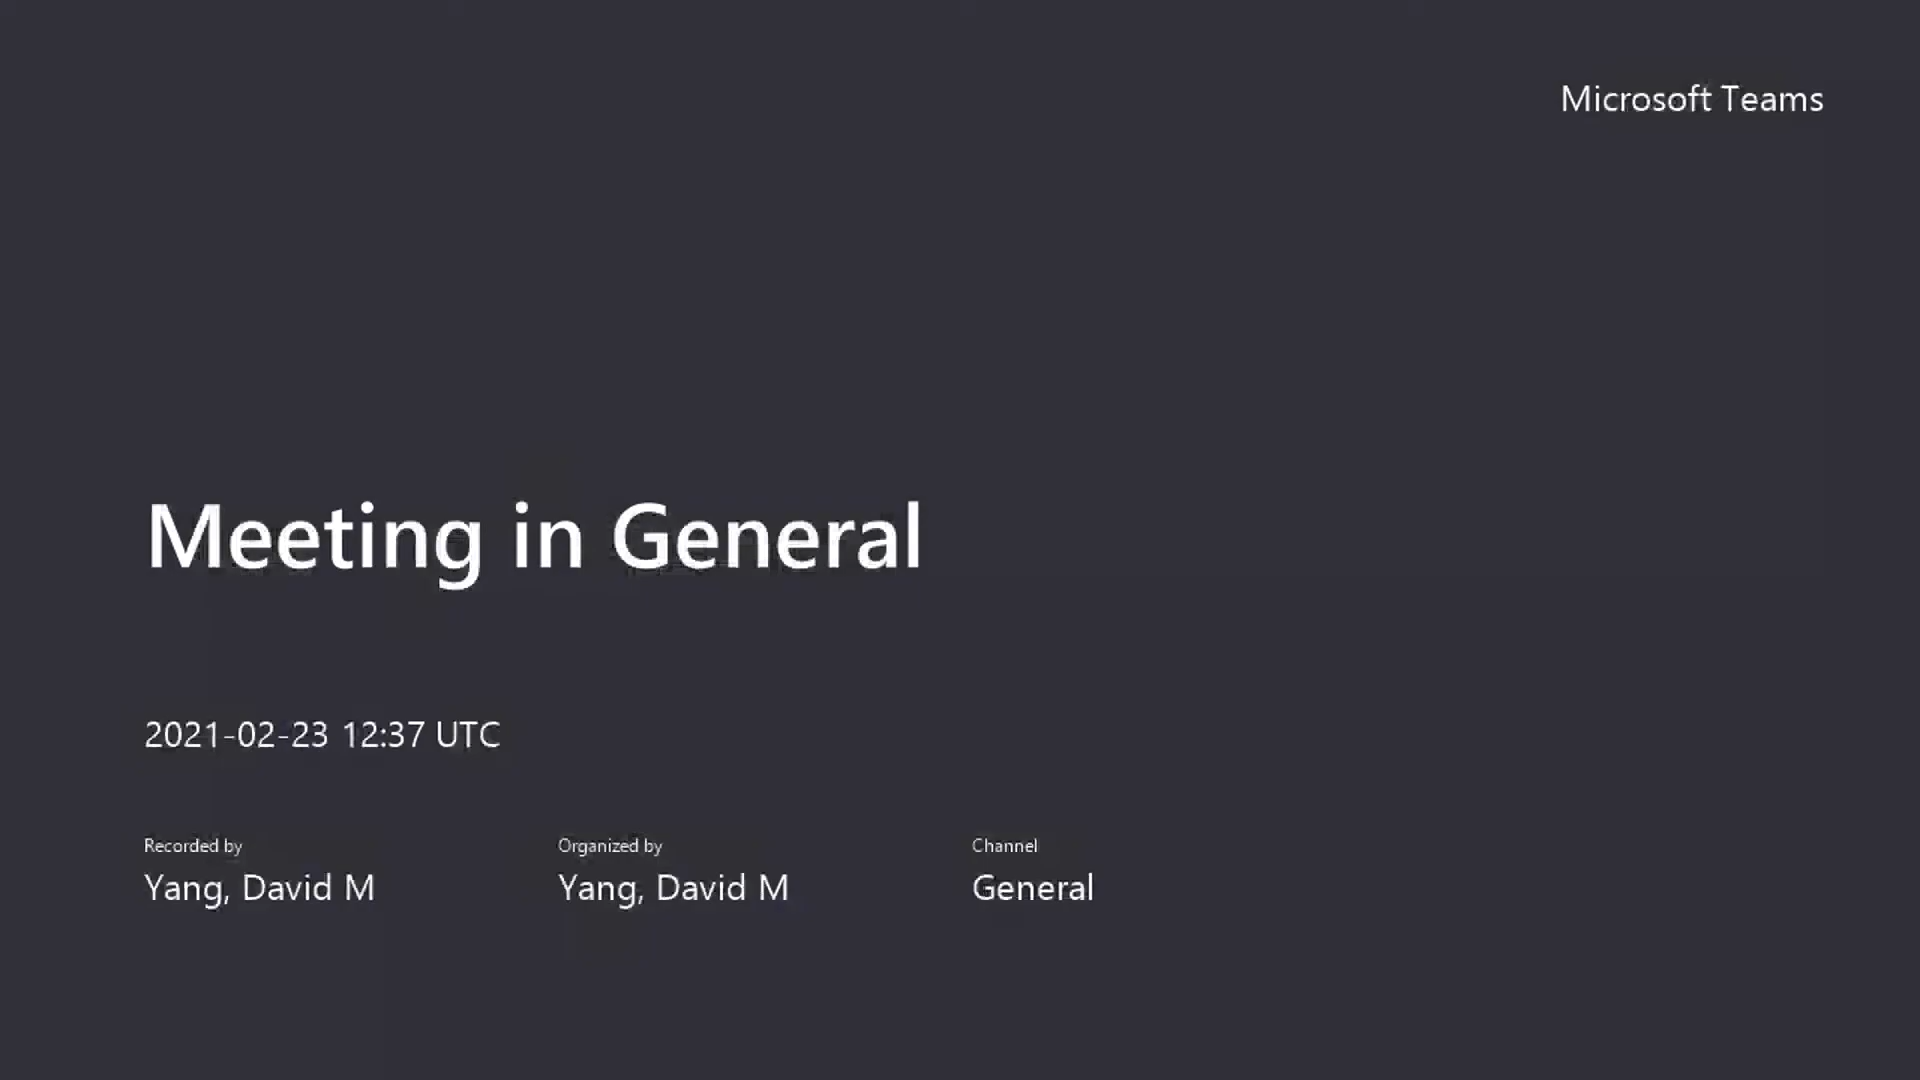 Microsoft Teams
Meeting in General
2021-02-23 12:37 UTC
Recorded by
Yang, David M
Organized by
Yang, David M
Channel
General